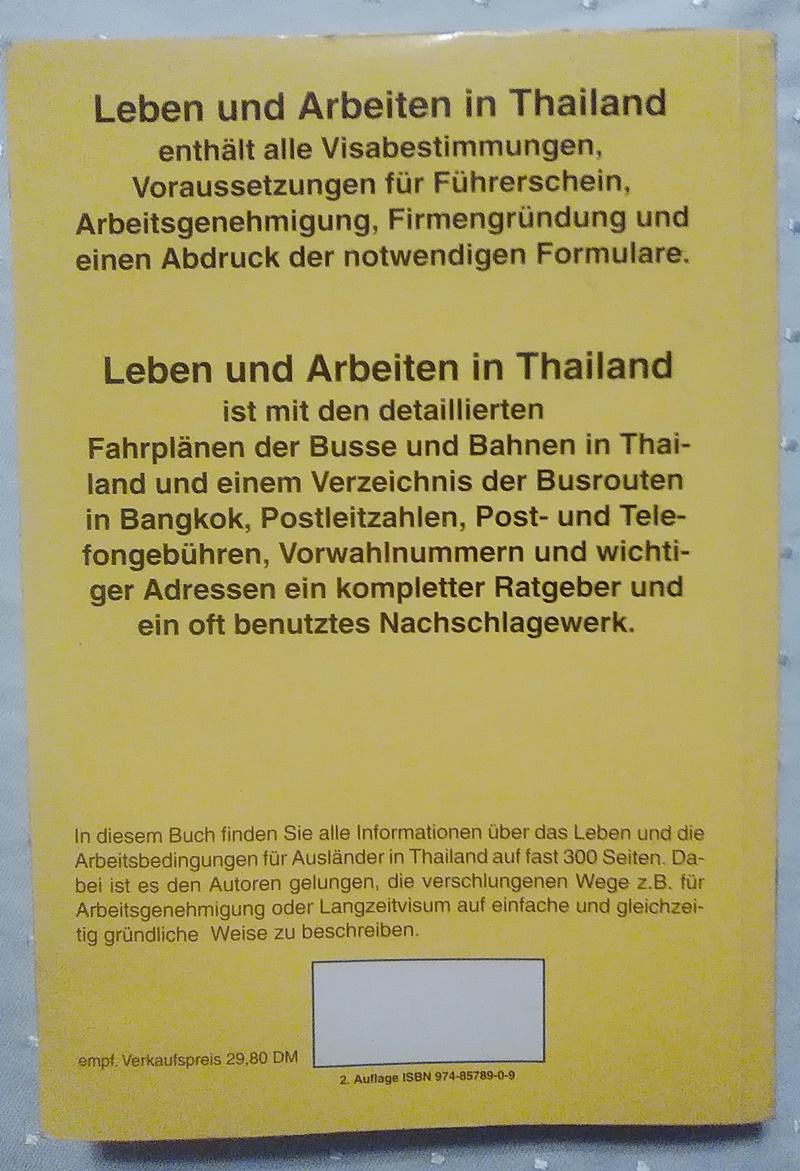 Leben und Arbeiten in Thailand
enthält alle Visabestimmungen,
Voraussetzungen für Führerschein,
Arbeitsgenehmigung, Firmengründung und
einen Abdruck der notwendigen Formulare.
Leben und Arbeiten in Thailand
ist mit den detaillierten
Fahrplänen der Busse und Bahnen in Thai-
land und einem Verzeichnis der Busrouten
in Bangkok, Postleitzahlen, Post- und Tele-
fongebühren, Vorwahlnummern und wichti-
ger Adressen ein kompletter Ratgeber und
ein oft benutztes Nachschlagewerk.
In diesem Buch finden Sie alle Informationen über das Leben und die
Arbeitsbedingungen für Ausländer in Thailand auf fast 300 Seiten. Da-
bei ist es den Autoren gelungen, die verschlungenen Wege z.B. für
Arbeitsgenehmigung oder Langzeitvisum auf einfache und gleichzei-
tig gründliche Weise zu beschreiben.
empf. Verkaufspreis 29,80 DM
2. Auflage ISBN 974-85789-0-9